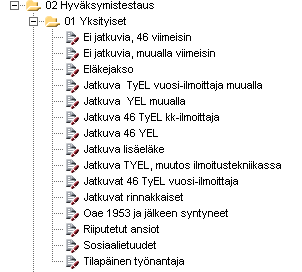 02 Hyväksymistestaus
01 Yksityiset
Ei jatkuvia, 46 viimeisin
Ei jatkuvia, muualla viimeisin
Eläkejakso
Jatkuva TyEL vuosi-ilmoittaja muualla
Jatkuva YEL muualla
Jatkuva 46 TyEL kk-ilmoittaja
Jatkuva 46 YEL
Jatkuva lisäeläke
Jatkuva TYEL, muutos ilmoitustekniikassa
Jatkuvat 46 TyEL vuosi-ilmoittaja
Jatkuvat rinnakkaiset
Oae 1953 ja jälkeen syntyneet
Riiputetut ansiot
Sosiaalietuudet
Tilapäinen työnantaja